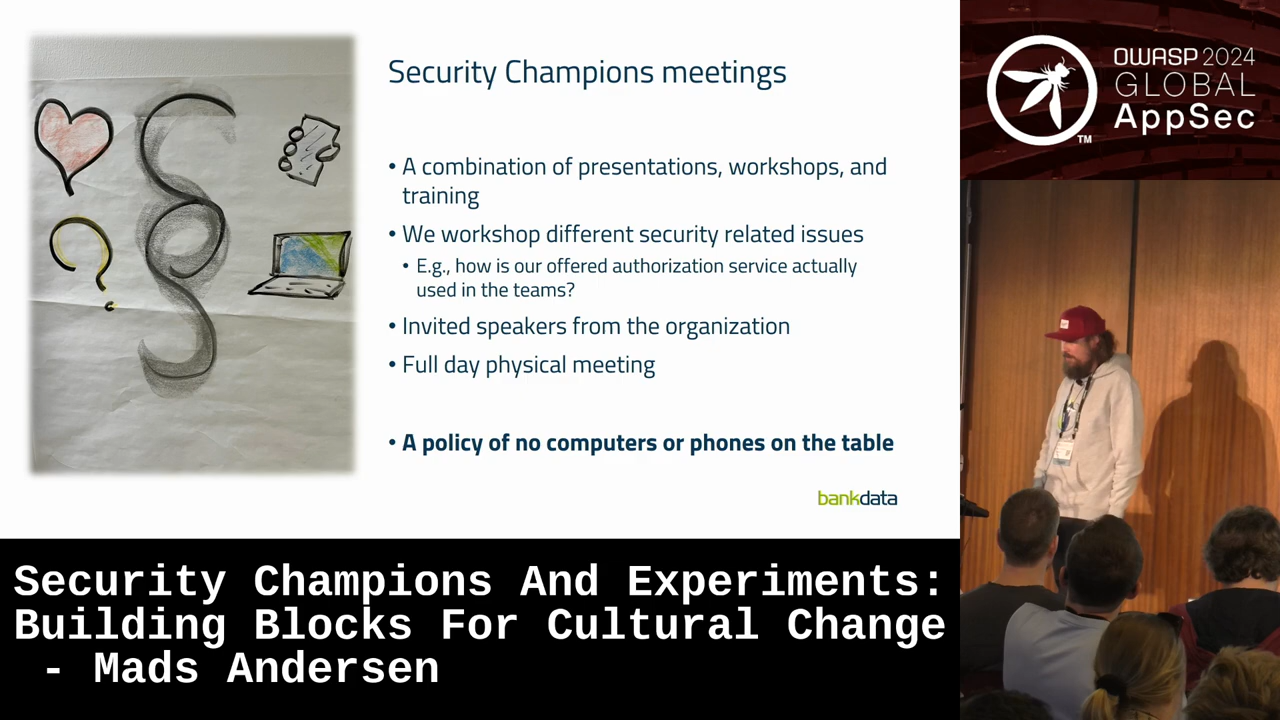 Security Champions meetings
• A combination of presentations, workshops, and
training
• We workshop different security related issues
• E.g., how is our offered authorization service actually
used in the teams?
• Invited speakers from the organization
• Full day physical meeting
• A policy of no computers or phones on the table
bankdata
OWASP 2024
GLOBAL
AppSec
TM
Security Champions And Experiments:
Building Blocks For Cultural Change
- Mads Andersen